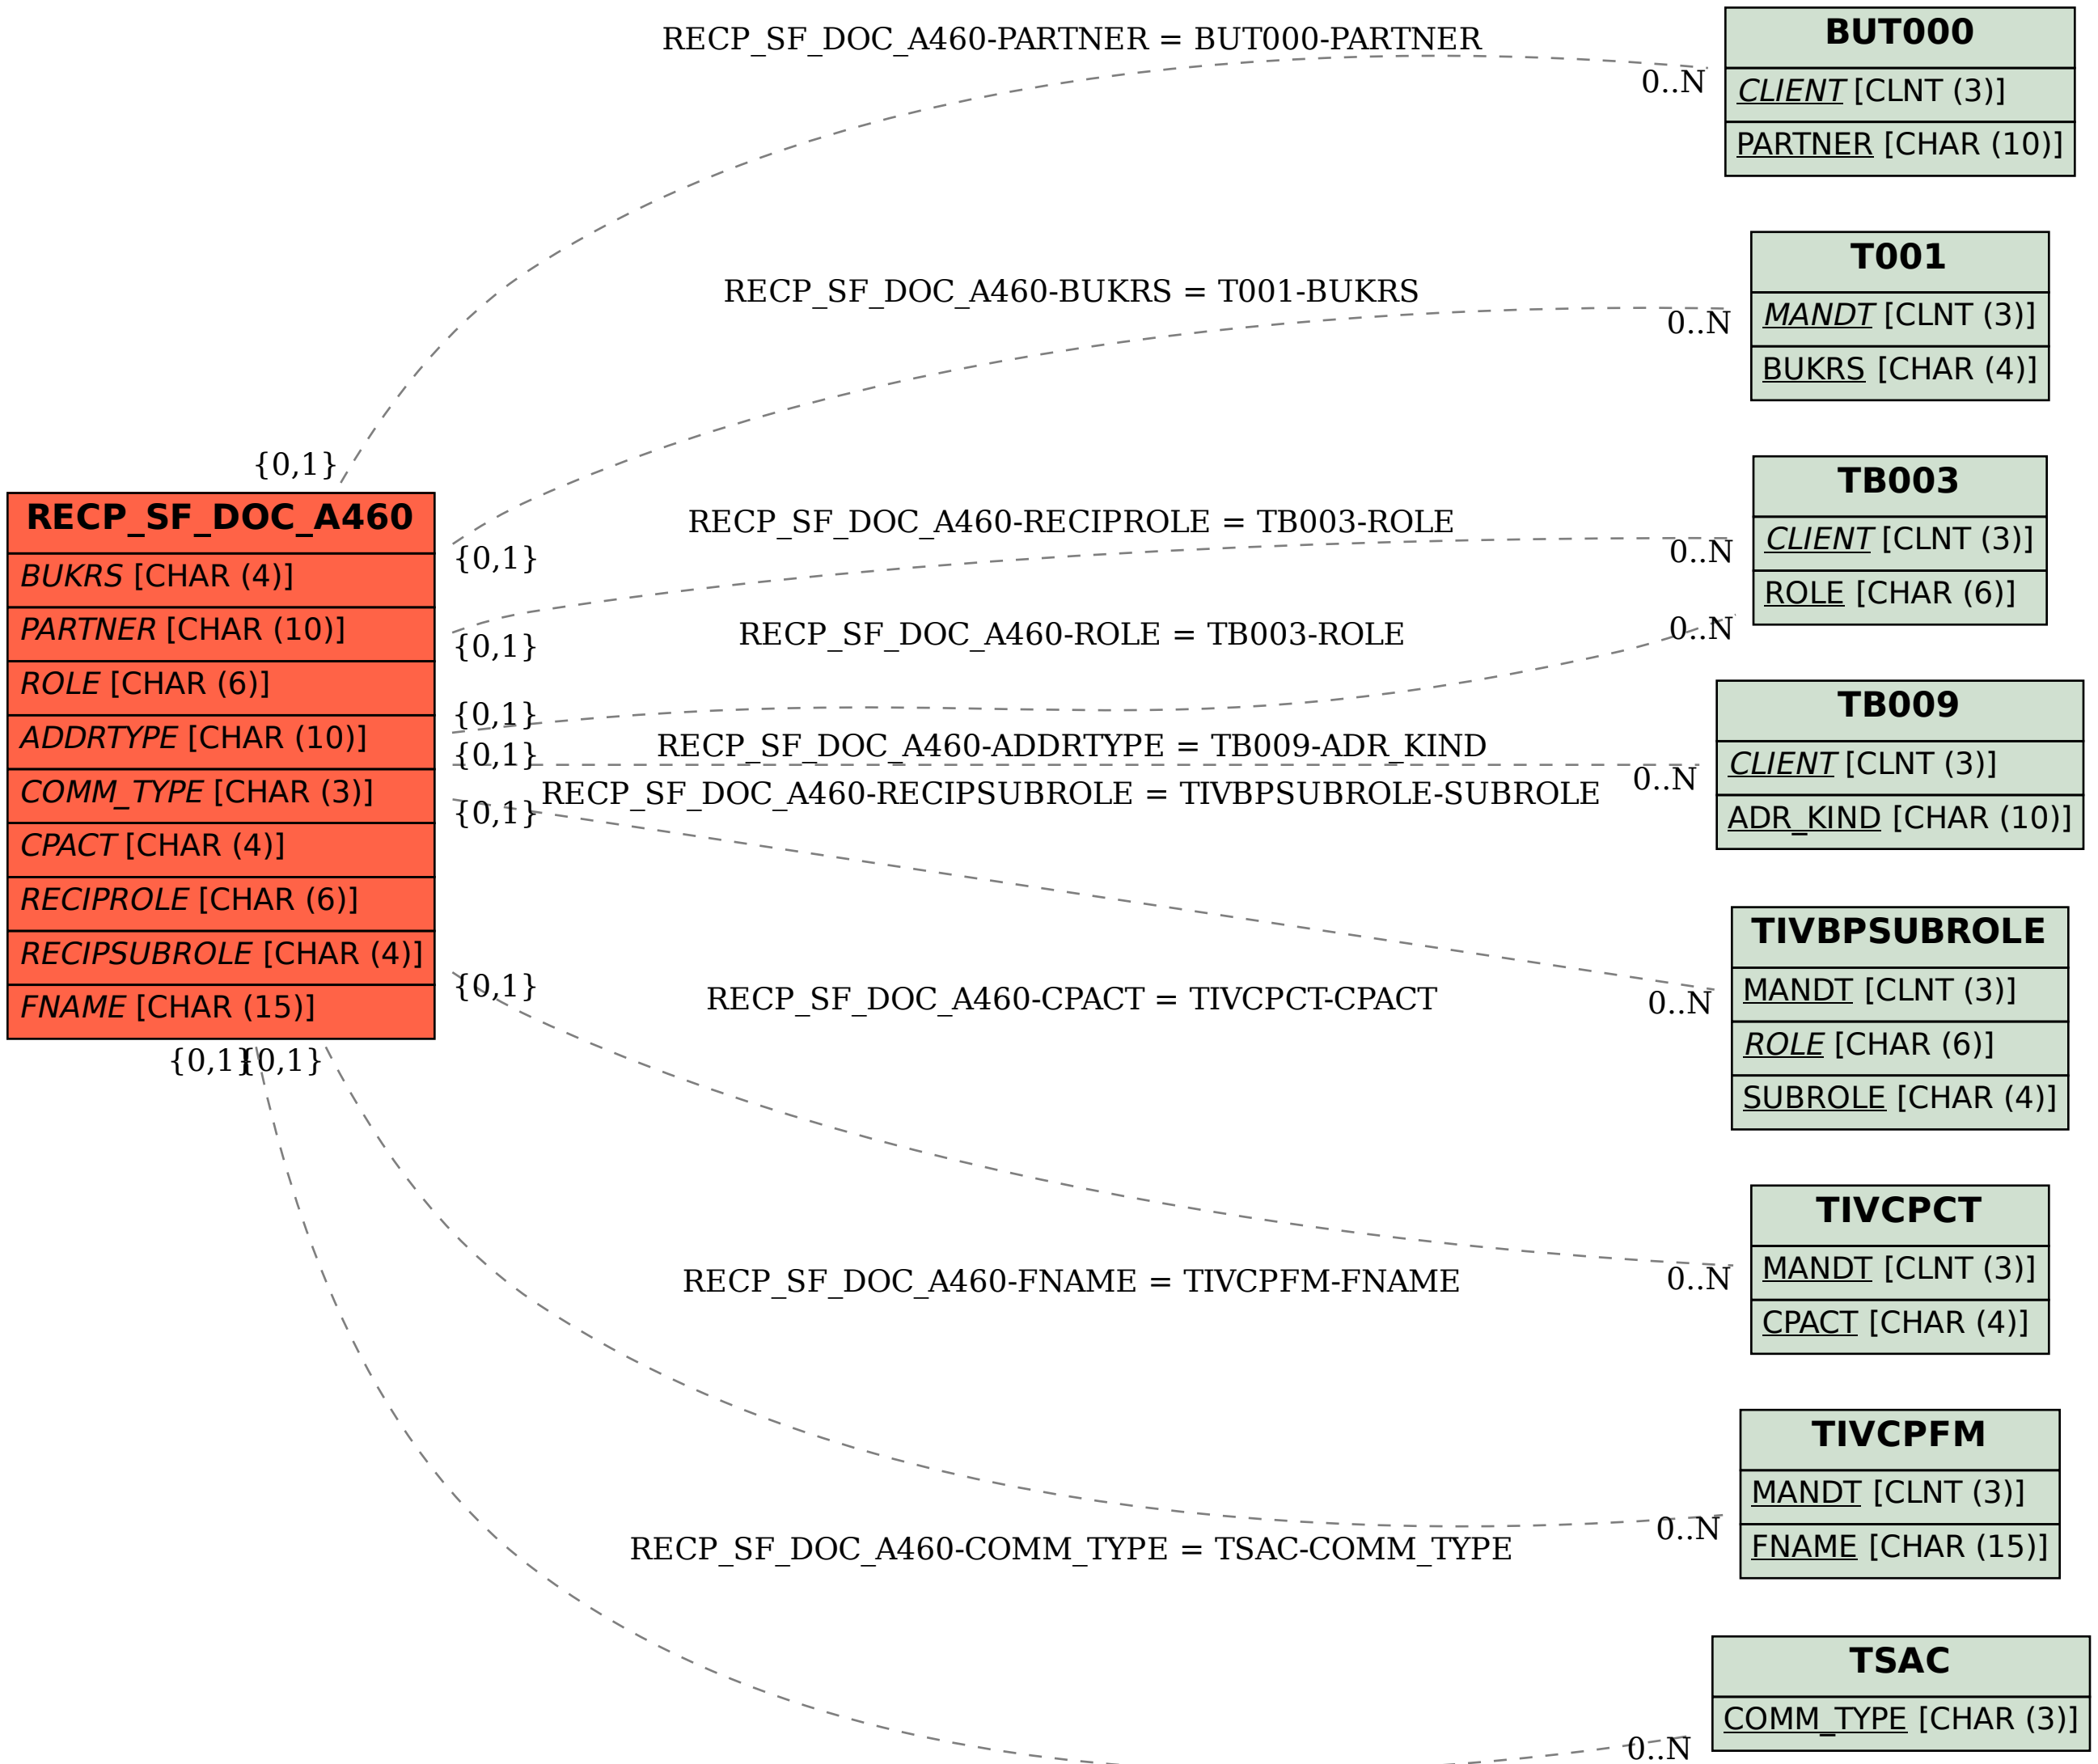 RECP_SF_DOC_A460-PARTNER = BUT000-PARTNER
0..N
{0,1}
RECP_SF_DOC_A460-BUKRS = T001-BUKRS
0..N
{0,1}
RECP_SF_DOC_A460-RECIPROLE = TB003-ROLE
0..N
{0,1}
RECP_SF_DOC_A460-ROLE = TB003-ROLE
0..N
{0,1}
RECP_SF_DOC_A460-ADDRTYPE = TB009-ADR_KIND
0..N
{0,1}
RECP_SF_DOC_A460-RECIPSUBROLE = TIVBPSUBROLE-SUBROLE
0..N
{0,1}
RECP_SF_DOC_A460-CPACT = TIVCPCT-CPACT
0..N
{0,1}
RECP_SF_DOC_A460-FNAME = TIVCPFM-FNAME
0..N
{0,1}
RECP_SF_DOC_A460-COMM_TYPE = TSAC-COMM_TYPE
0..N
{0,1}
RECP_SF_DOC_A460
BUKRS [CHAR (4)]
PARTNER [CHAR (10)]
ROLE [CHAR (6)]
ADDRTYPE [CHAR (10)]
COMM_TYPE [CHAR (3)]
CPACT [CHAR (4)]
RECIPROLE [CHAR (6)]
RECIPSUBROLE [CHAR (4)]
FNAME [CHAR (15)]
BUT000
CLIENT [CLNT (3)]
PARTNER [CHAR (10)]
T001
MANDT [CLNT (3)]
BUKRS [CHAR (4)]
TB003
CLIENT [CLNT (3)]
ROLE [CHAR (6)]
TB009
CLIENT [CLNT (3)]
ADR_KIND [CHAR (10)]
TIVBPSUBROLE
MANDT [CLNT (3)]
ROLE [CHAR (6)]
SUBROLE [CHAR (4)]
TIVCPCT
MANDT [CLNT (3)]
CPACT [CHAR (4)]
TIVCPFM
MANDT [CLNT (3)]
FNAME [CHAR (15)]
TSAC
COMM_TYPE [CHAR (3)]